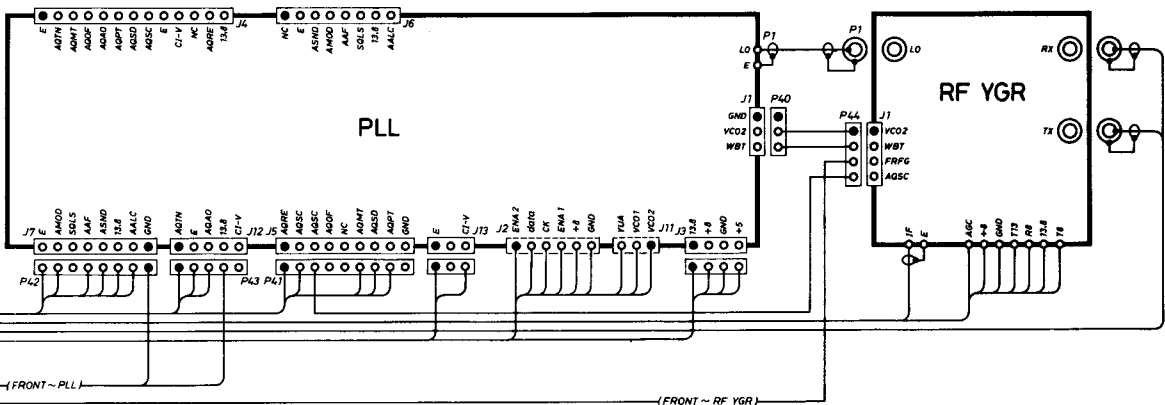 E AQTN AQMT AQOF AQAO AQPT AQSD AQSC E CI-V NC AQRE 13.8 J4
NC E ASND AMOD AAF SQLS 13.8 AALC J6
PLL
LO E P1 P1
LO RX
RF YGR
TX
J1 P40
GND
VCO2
WBT
P44 J1
VCO2
WBT
FRFG
AQSC
J7 E AMOD SQLS AAF ASND 13.8 AALC GND
AQTN E AQAO CI-V J12
J5 AQRE AQSC AQSC AQOF NC AQMT AQSD AQPT GND
E CI-V J13
J2 ENA2 data CK ENA1 +8 GND
TUA VCO1 VCO2 J11
J3 13.8 +8 GND +5
IF E
AGC +8 GND T73 R8 13.8 T8
P42 P43 P41
(FRONT~PLL)
(FRONT ~ RF YGR)